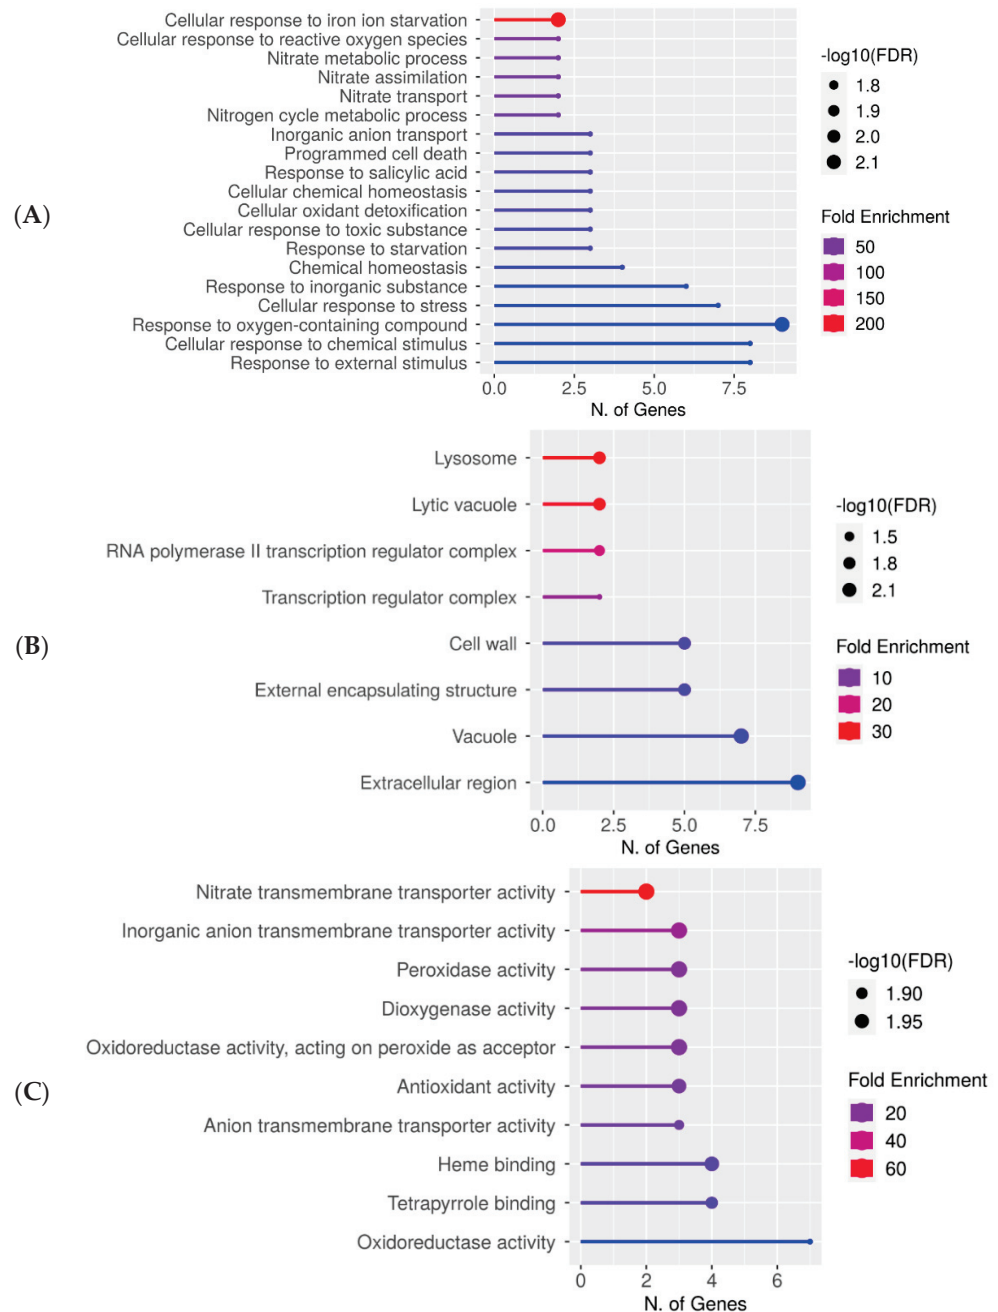 (A)
Cellular response to iron ion starvation
Cellular response to reactive oxygen species
Nitrate metabolic process
Nitrate assimilation
Nitrate transport
Nitrogen cycle metabolic process
Inorganic anion transport
Programmed cell death
Response to salicylic acid
Cellular chemical homeostasis
Cellular oxidant detoxification
Cellular response to toxic substance
Response to starvation
Chemical homeostasis
Response to inorganic substance
Cellular response to stress
Response to oxygen-containing compound
Cellular response to chemical stimulus
Response to external stimulus
0.0 2.5 5.0 7.5
N. of Genes
-log10(FDR)
1.8
1.9
2.0
2.1
Fold Enrichment
50
100
150
200
(B)
Lysosome
Lytic vacuole
RNA polymerase II transcription regulator complex
Transcription regulator complex
Cell wall
External encapsulating structure
Vacuole
Extracellular region
0.0 2.5 5.0 7.5
N. of Genes
-log10(FDR)
1.5
1.8
2.1
Fold Enrichment
10
20
30
(C)
Nitrate transmembrane transporter activity
Inorganic anion transmembrane transporter activity
Peroxidase activity
Dioxygenase activity
Oxidoreductase activity, acting on peroxide as acceptor
Antioxidant activity
Anion transmembrane transporter activity
Heme binding
Tetrapyrrole binding
Oxidoreductase activity
0 2 4 6
N. of Genes
-log10(FDR)
1.90
1.95
Fold Enrichment
20
40
60